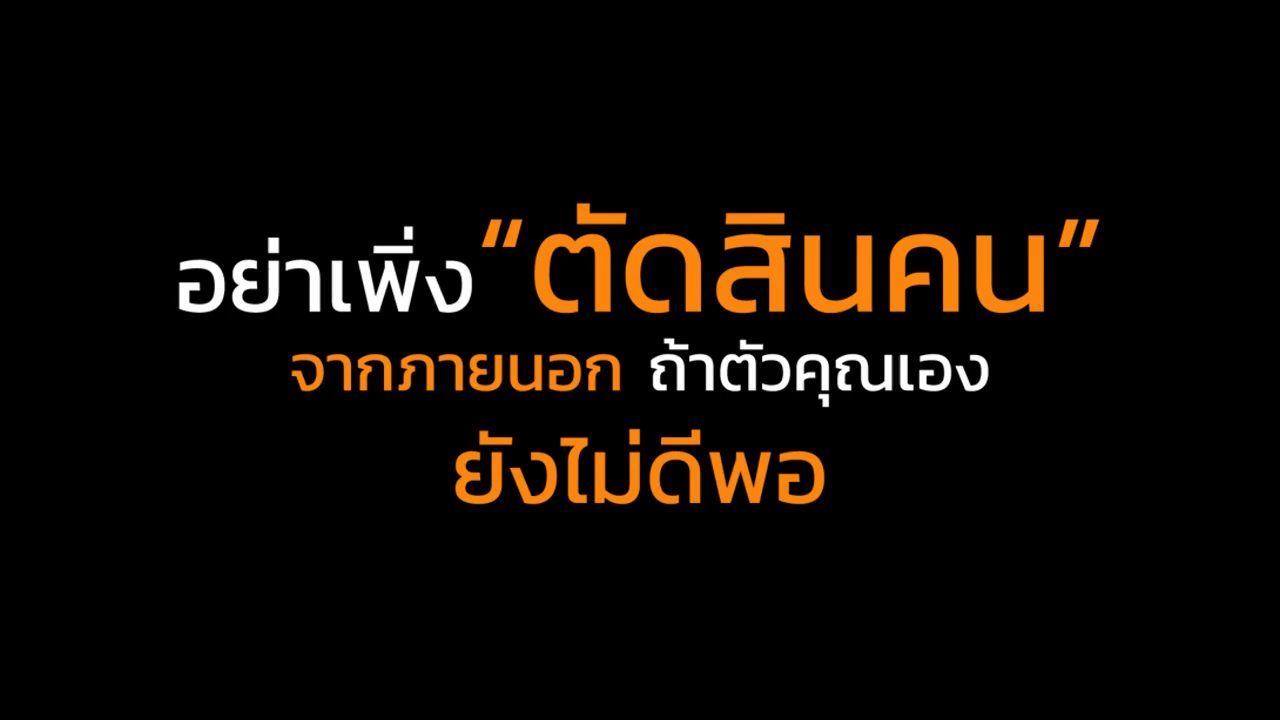 อย่าเพิ่ง “ตัดสินคน”
จากภายนอก ถ้าตัวคุณเอง
ยังไม่ดีพอ